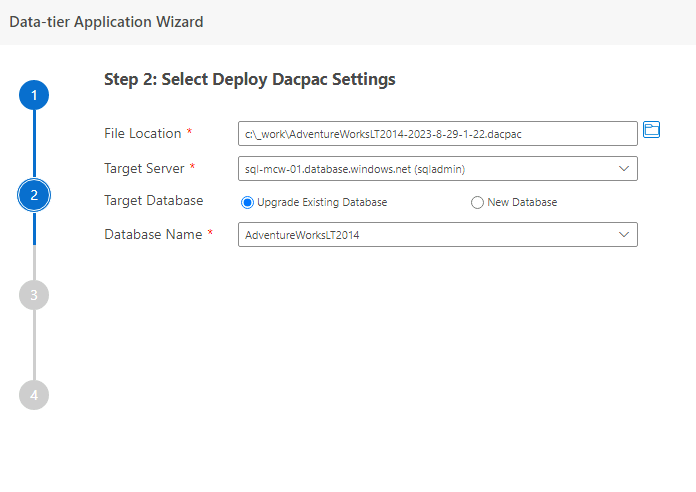 Data-tier Application Wizard
Step 2: Select Deploy Dacpac Settings
1
File Location *
c:\_work\AdventureWorksLT2014-2023-8-29-1-22.dacpac
Target Server *
sql-mcw-01.database.windows.net (sqladmin)
2
Target Database
Upgrade Existing Database
New Database
Database Name *
AdventureWorksLT2014
3
4